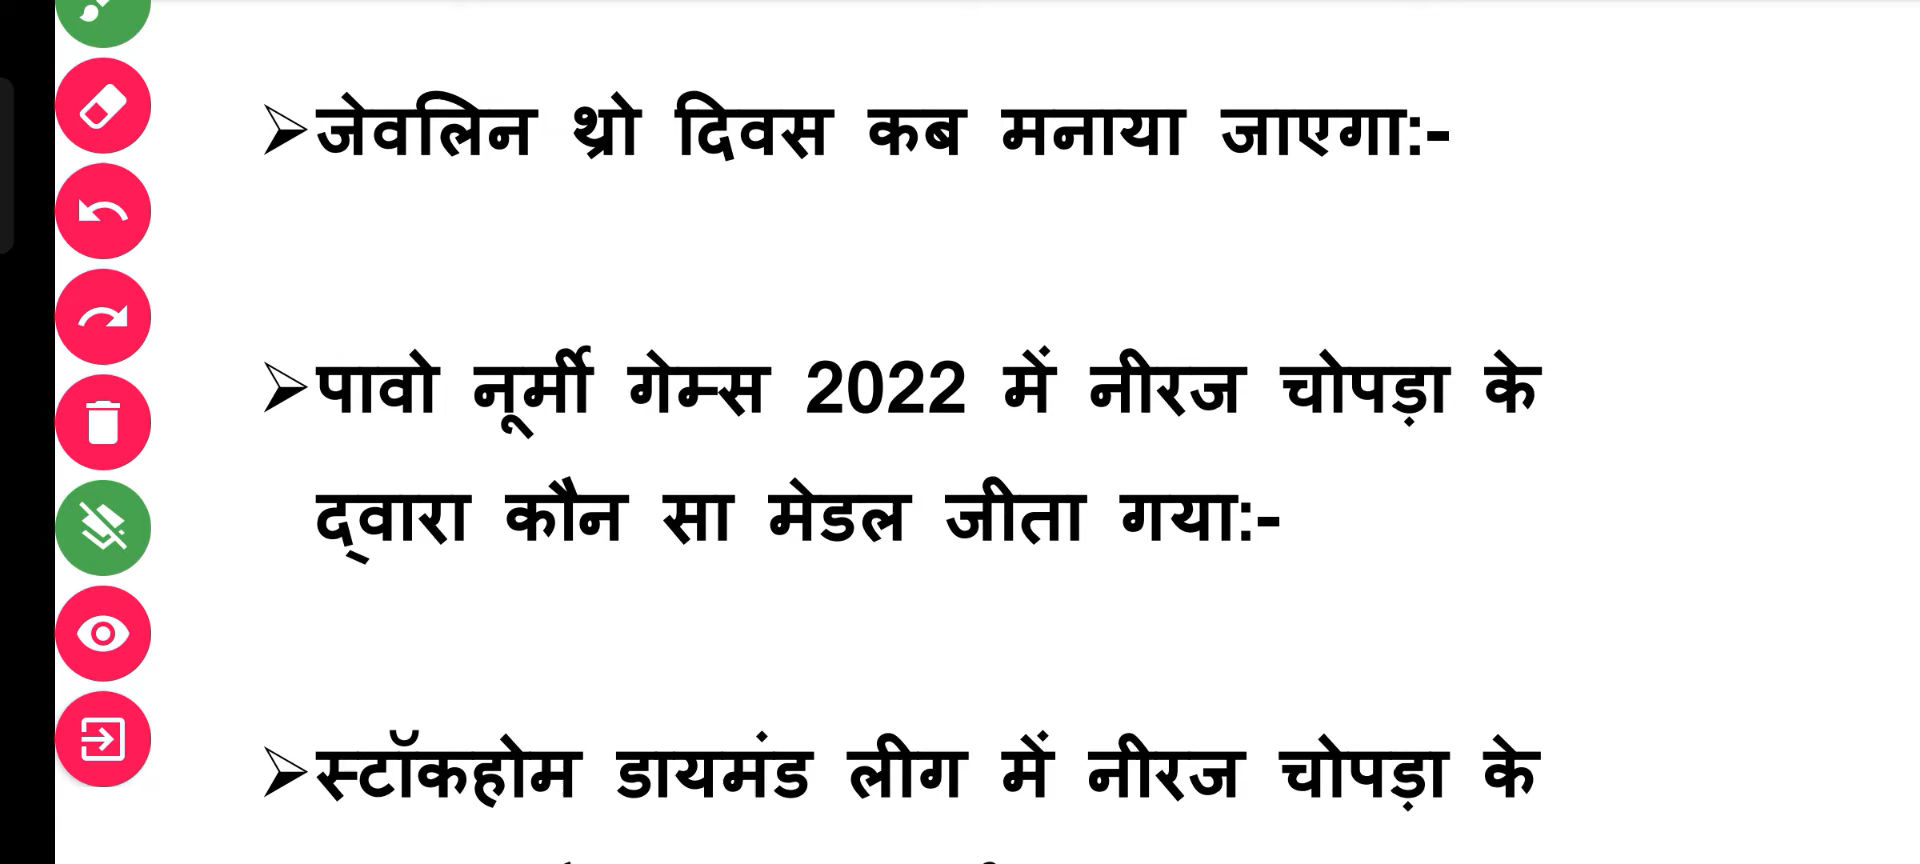 ➢जेवलिन थ्रो दिवस कब मनाया जाएगा:-
➢पावो नूर्मी गेम्स 2022 में नीरज चोपड़ा के
द्वारा कौन सा मेडल जीता गया:-
➢स्टॉकहोम डायमंड लीग में नीरज चोपड़ा के